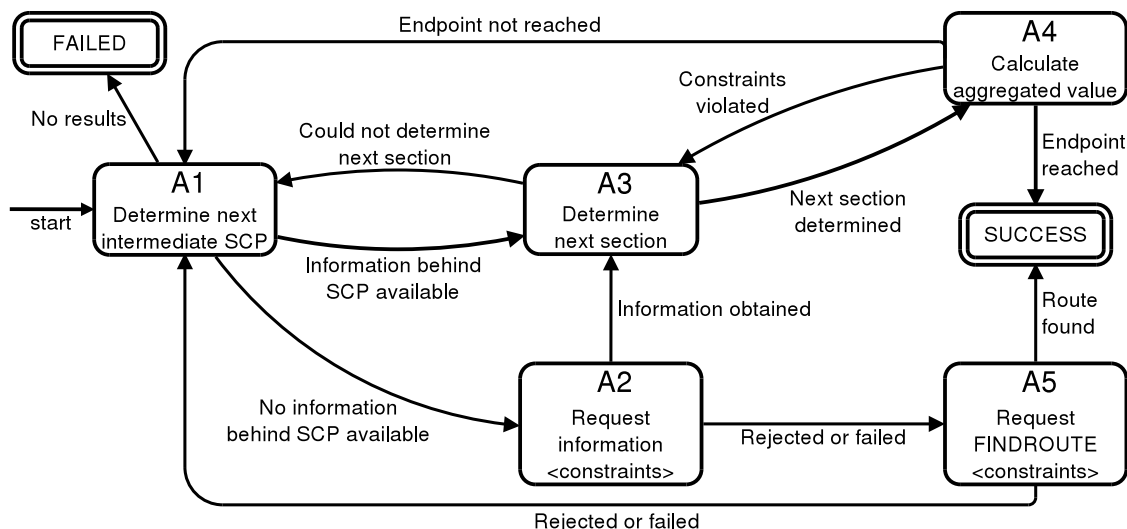 Endpoint not reached
FAILED
A4
Calculate
aggregated value
Constraints
violated
No results
Could not determine
next section
Endpoint
reached
A1
Determine next
intermediate SCP
A3
Determine
next section
start
Next section
determined
SUCCESS
Information behind
SCP available
Information obtained
Route
found
A2
Request
information
<constraints>
A5
Request
FINDROUTE
<constraints>
No information
behind SCP available
Rejected or failed
Rejected or failed